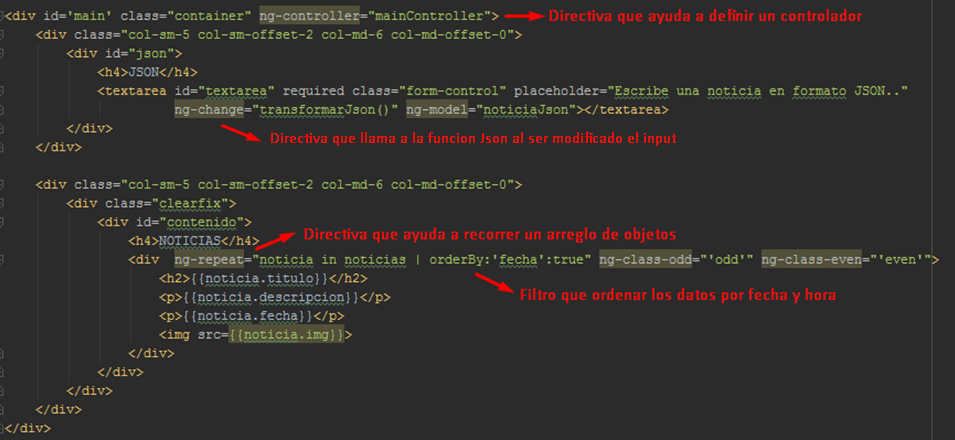 <div id='main' class="container" ng-controller="mainController"> Directiva que ayuda a definir un controlador
<div class="col-sm-5 col-sm-offset-2 col-md-6 col-md-offset-0">
<div id="json">
<h4>JSON</h4>
<textarea id="textarea" required class="form-control" placeholder="Escribe una noticia en formato JSON.."
ng-change="transformarJson()" ng-model="noticiaJson"></textarea>
</div>
Directiva que llama a la funcion Json al ser modificado el input
</div>
<div class="col-sm-5 col-sm-offset-2 col-md-6 col-md-offset-0">
<div class="clearfix">
<div id="contenido">
<h4>NOTICIAS</h4>
Directiva que ayuda a recorrer un arreglo de objetos
<div ng-repeat="noticia in noticias | orderBy:'fecha':true" ng-class-odd="'odd'" ng-class-even="'even'">
<h2>{{noticia.titulo}}</h2>
<p>{{noticia.descripcion}}</p>
Filtro que ordenar los datos por fecha y hora
<p>{{noticia.fecha}}</p>
<img src={{noticia.img}}>
</div>
</div>
</div>
</div>
</div>